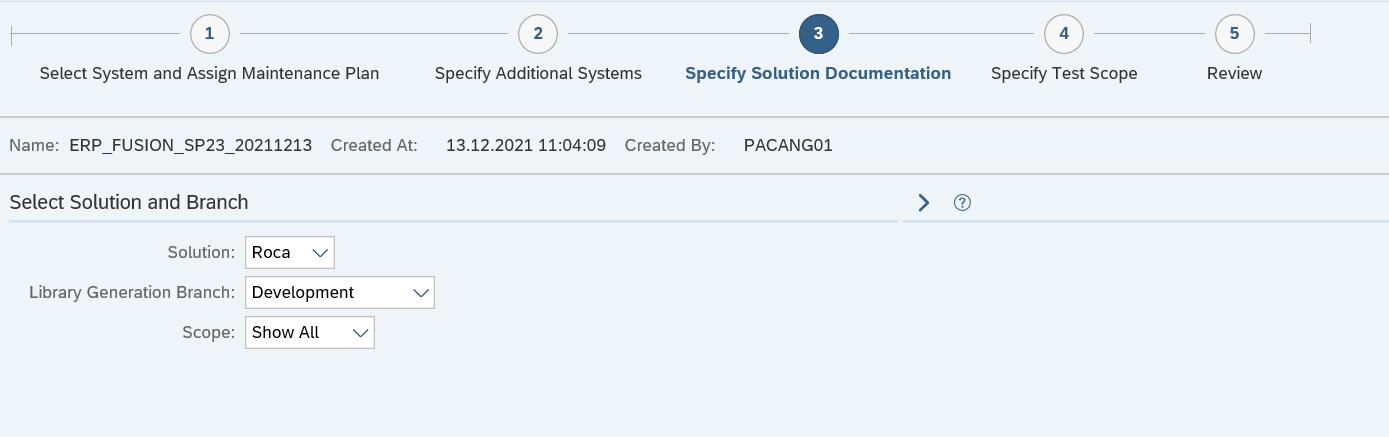 1 2 3 4 5
Select System and Assign Maintenance Plan Specify Additional Systems Specify Solution Documentation Specify Test Scope Review
Name: ERP_FUSION_SP23_20211213 Created At: 13.12.2021 11:04:09 Created By: PACANG01
Select Solution and Branch
Solution: Roca
Library Generation Branch: Development
Scope: Show All